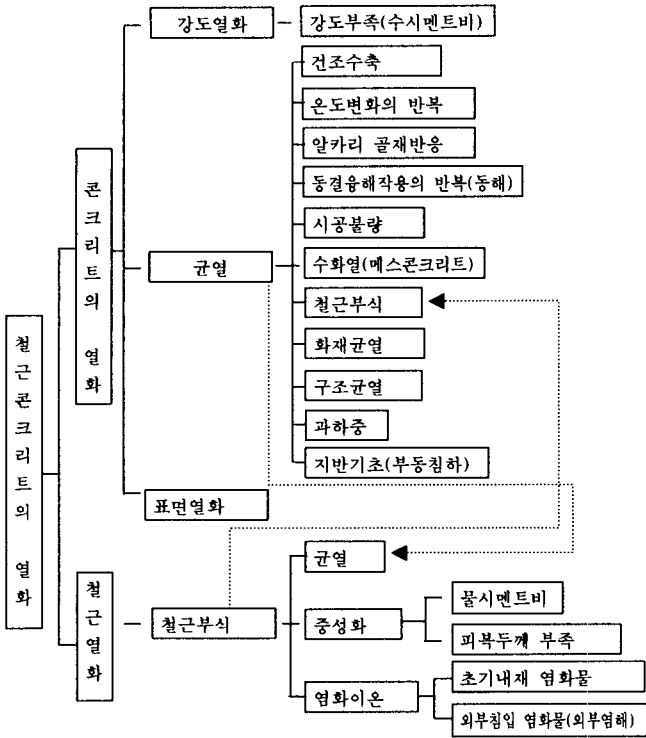 강도열화
강도부족(수시멘트비)
건조수축
온도변화의 반복
알카리 골재반응
동결융해작용의 반복(동해)
시공불량
균열
수화열(메스콘크리트)
철근부식
화재균열
구조균열
과하중
지반기초(부동침하)
표면열화
콘크리트의 열화
철근콘크리트의 열화
철근열화
철근부식
균열
중성화
물시멘트비
피복두께 부족
염화이온
초기내재 염화물
외부침입 염화물(외부염해)